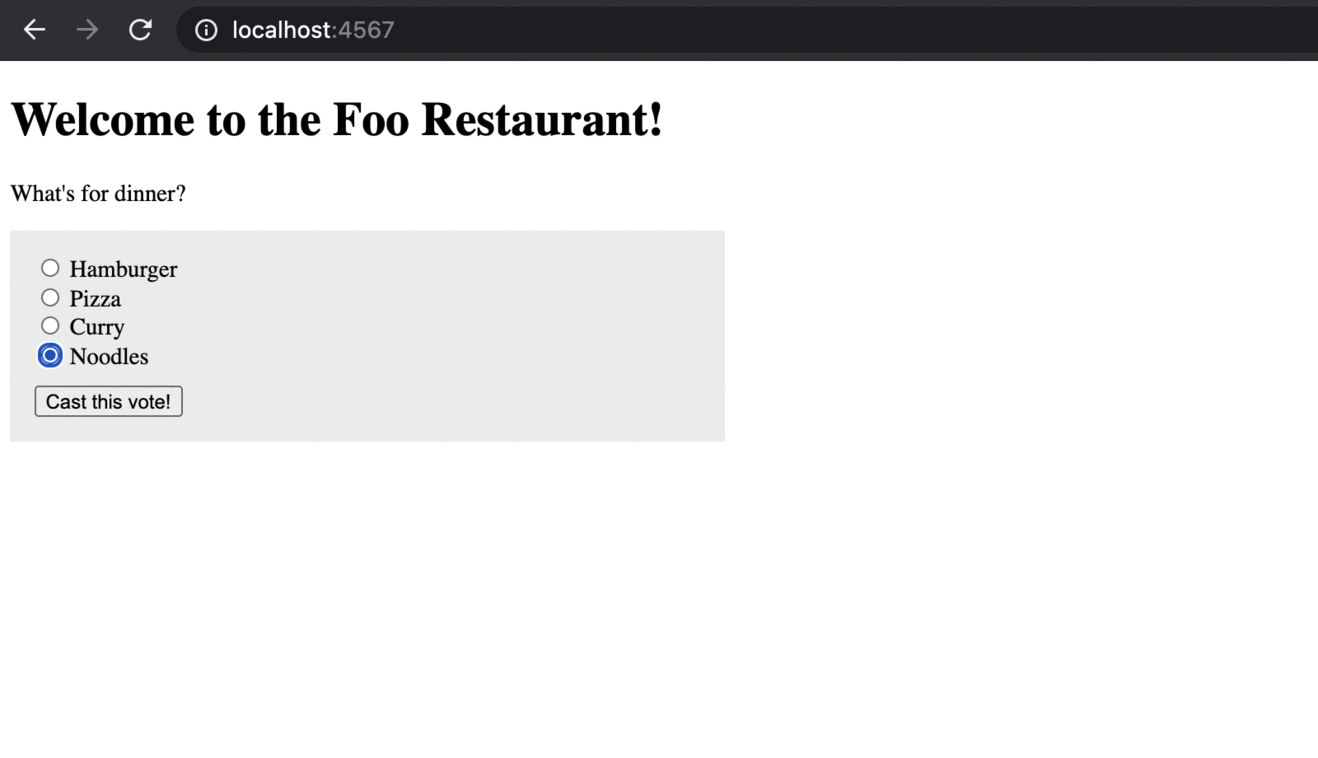 localhost:4567
Welcome to the Foo Restaurant!
What's for dinner?
Hamburger
Pizza
Curry
Noodles
Cast this vote!